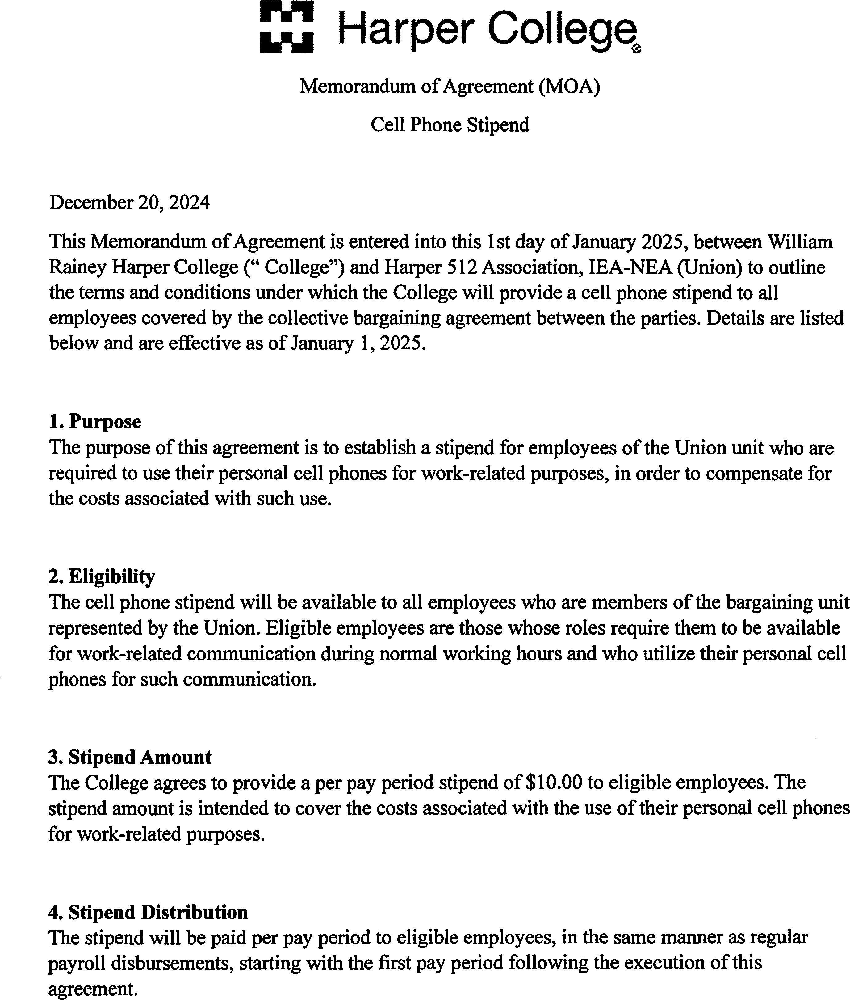 Harper College
Memorandum of Agreement (MOA)
Cell Phone Stipend
December 20, 2024
This Memorandum of Agreement is entered into this 1st day of January 2025, between William
Rainey Harper College (“ College”) and Harper 512 Association, IEA-NEA (Union) to outline
the terms and conditions under which the College will provide a cell phone stipend to all
employees covered by the collective bargaining agreement between the parties. Details are listed
below and are effective as of January 1, 2025.
1. Purpose
The purpose of this agreement is to establish a stipend for employees of the Union unit who are
required to use their personal cell phones for work-related purposes, in order to compensate for
the costs associated with such use.
2. Eligibility
The cell phone stipend will be available to all employees who are members of the bargaining unit
represented by the Union. Eligible employees are those whose roles require them to be available
for work-related communication during normal working hours and who utilize their personal cell
phones for such communication.
3. Stipend Amount
The College agrees to provide a per pay period stipend of $10.00 to eligible employees. The
stipend amount is intended to cover the costs associated with the use of their personal cell phones
for work-related purposes.
4. Stipend Distribution
The stipend will be paid per pay period to eligible employees, in the same manner as regular
payroll disbursements, starting with the first pay period following the execution of this
agreement.